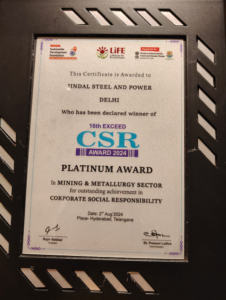 LiFE
This Certificate is Awarded to
JINDAL STEEL AND POWER
DELHI
Who has been declared winner of
10th EXCEED
CSR
AWARD 2024
PLATINUM AWARD
In MINING & METALLURGY SECTOR
for outstanding achievement in
CORPORATE SOCIAL RESPONSIBILITY
Date: 2nd Aug 2024
Place: Hyderabad, Telangana